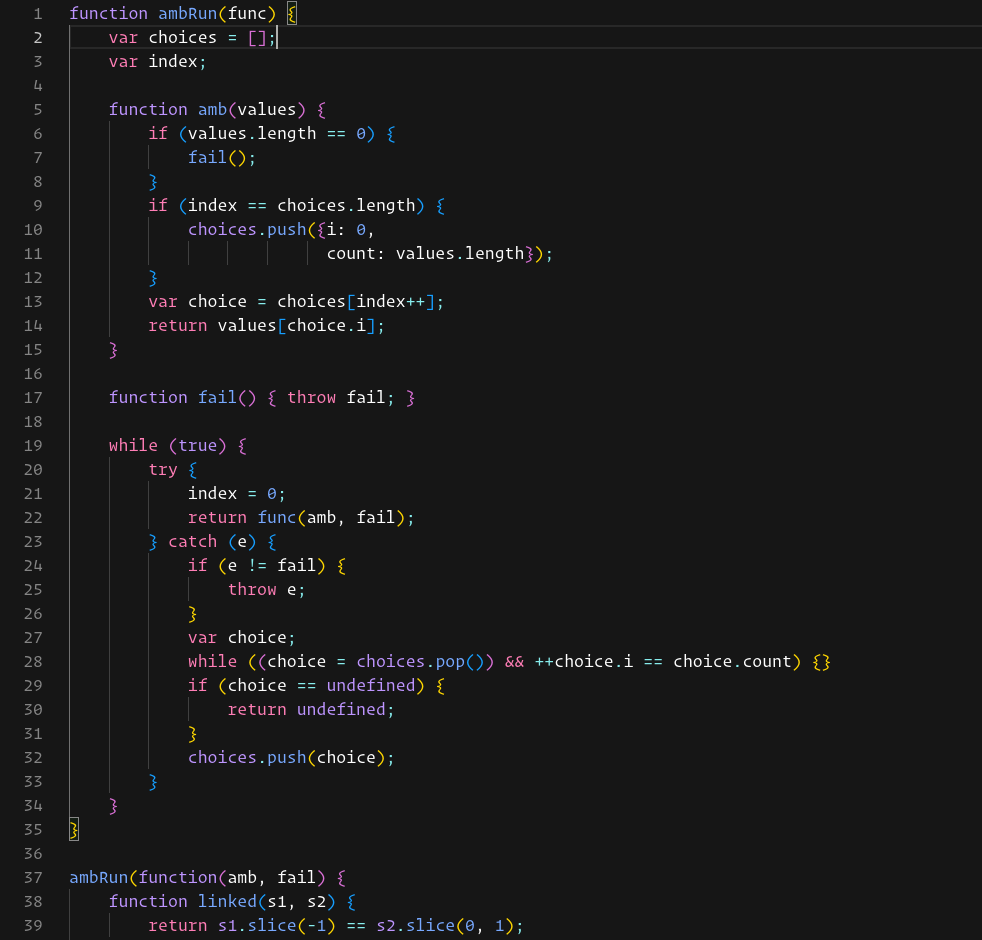 1 function ambRun(func) {
2     var choices = [];
3     var index;
4
5     function amb(values) {
6         if (values.length == 0) {
7             fail();
8         }
9         if (index == choices.length) {
10             choices.push({i: 0,
11                           count: values.length});
12         }
13         var choice = choices[index++];
14         return values[choice.i];
15     }
16
17     function fail() { throw fail; }
18
19     while (true) {
20         try {
21             index = 0;
22             return func(amb, fail);
23         } catch (e) {
24             if (e != fail) {
25                 throw e;
26             }
27             var choice;
28             while ((choice = choices.pop()) && ++choice.i == choice.count) {}
29             if (choice == undefined) {
30                 return undefined;
31             }
32             choices.push(choice);
33         }
34     }
35 }
36
37 ambRun(function(amb, fail) {
38     function linked(s1, s2) {
39         return s1.slice(-1) == s2.slice(0, 1);